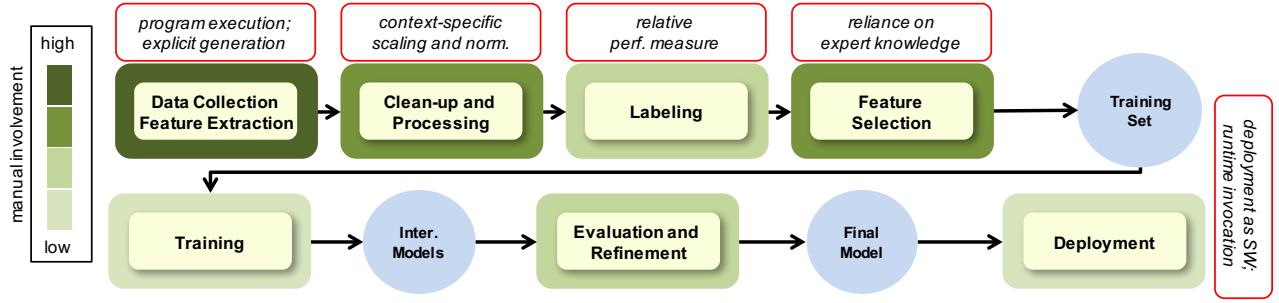 manual involvement
high
low
program execution;
explicit generation
context-specific
scaling and norm.
relative
perf. measure
reliance on
expert knowledge
Data Collection
Feature Extraction
Clean-up and
Processing
Labeling
Feature
Selection
Training
Set
deployment as SW;
runtime invocation
Training
Inter.
Models
Evaluation and
Refinement
Final
Model
Deployment